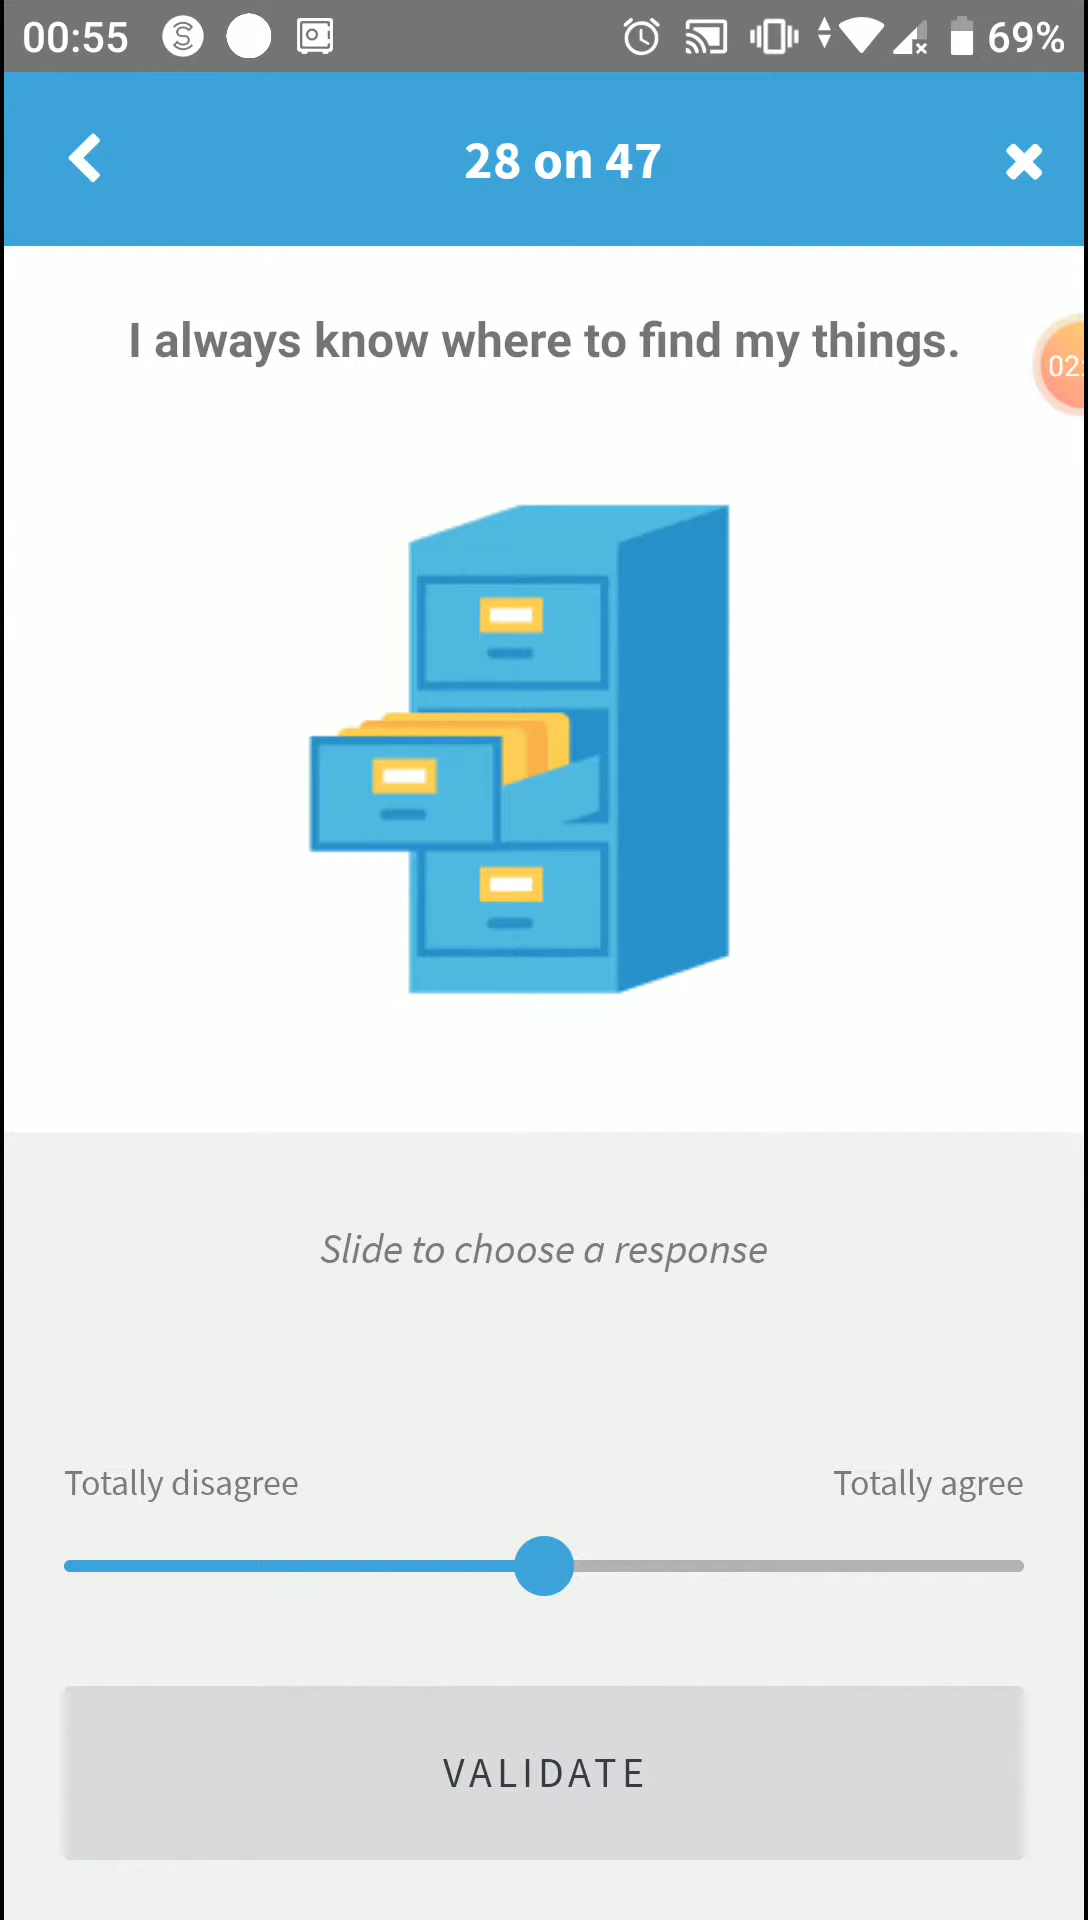 00:55 69%
28 on 47
I always know where to find my things.
02:
Slide to choose a response
Totally disagree
Totally agree
VALIDATE